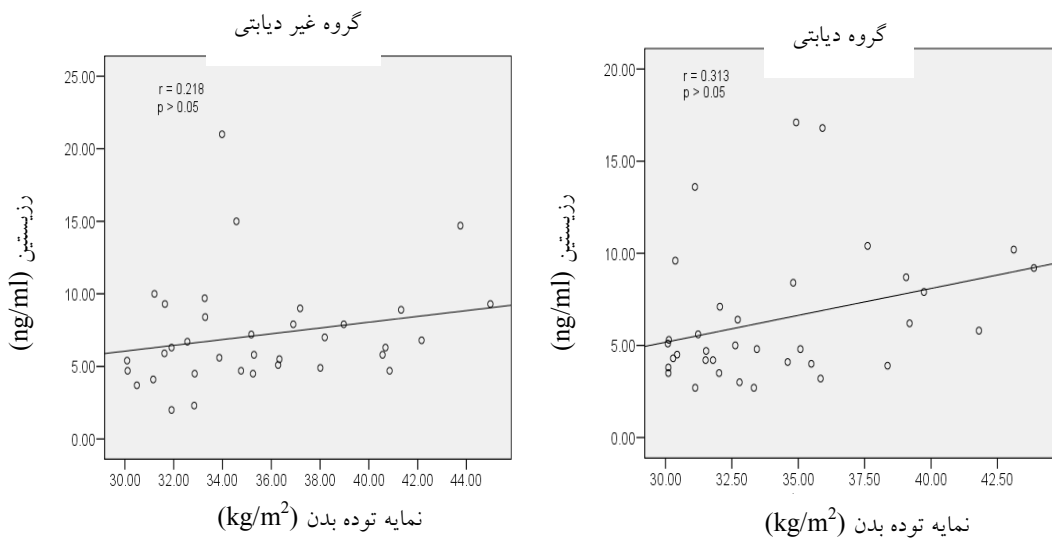 گروه غیر دیابتی
r = 0.218
p > 0.05
25.00
20.00
15.00
10.00
5.00
0.00
رزیستین (ng/ml)
30.00 32.00 34.00 36.00 38.00 40.00 42.00 44.00
نمایه توده بدن (kg/m²)
گروه دیابتی
r = 0.313
p > 0.05
20.00
15.00
10.00
5.00
0.00
رزیستین (ng/ml)
30.00 32.50 35.00 37.50 40.00 42.50
نمایه توده بدن (kg/m²)